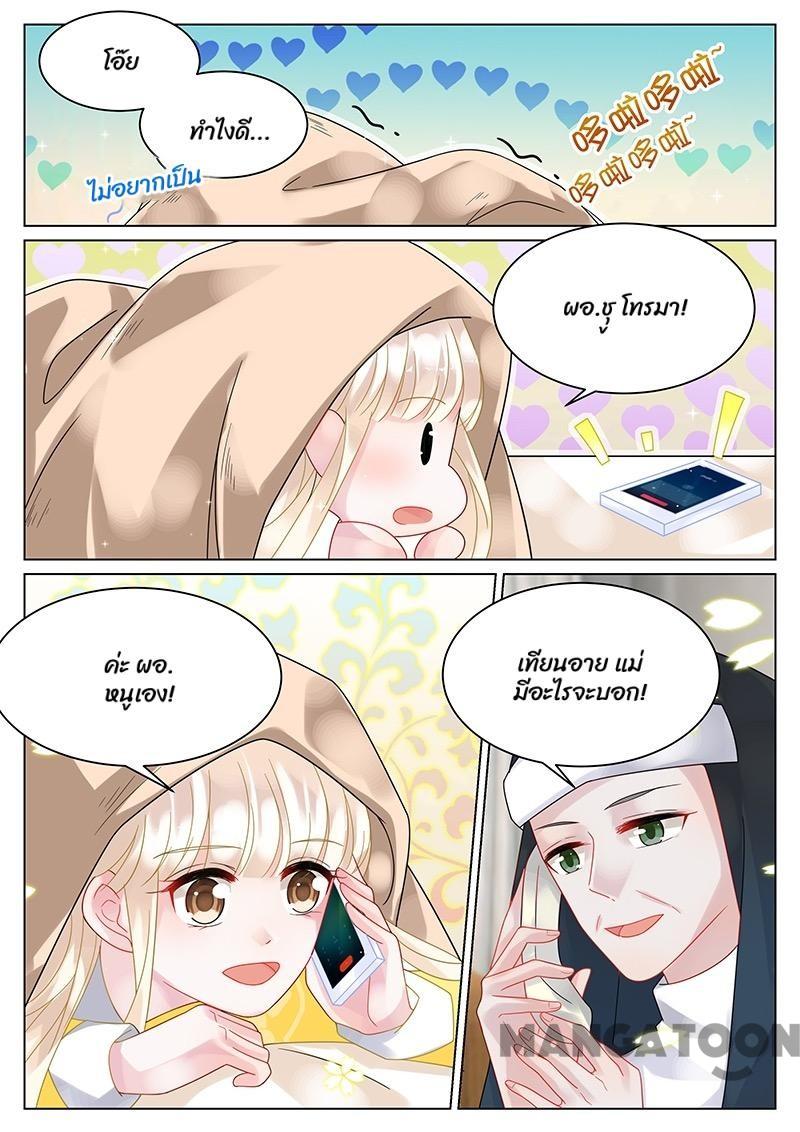 โอ๊ย
ทำไงดี...
ไม่อยากเป็น
哆啦哆啦~
哆啦哆啦~
ผอ.ชู โทรมา!
ค่ะ ผอ.
หนูเอง!
เทียนอาย แม่
มีอะไรจะบอก!
MANGATOON